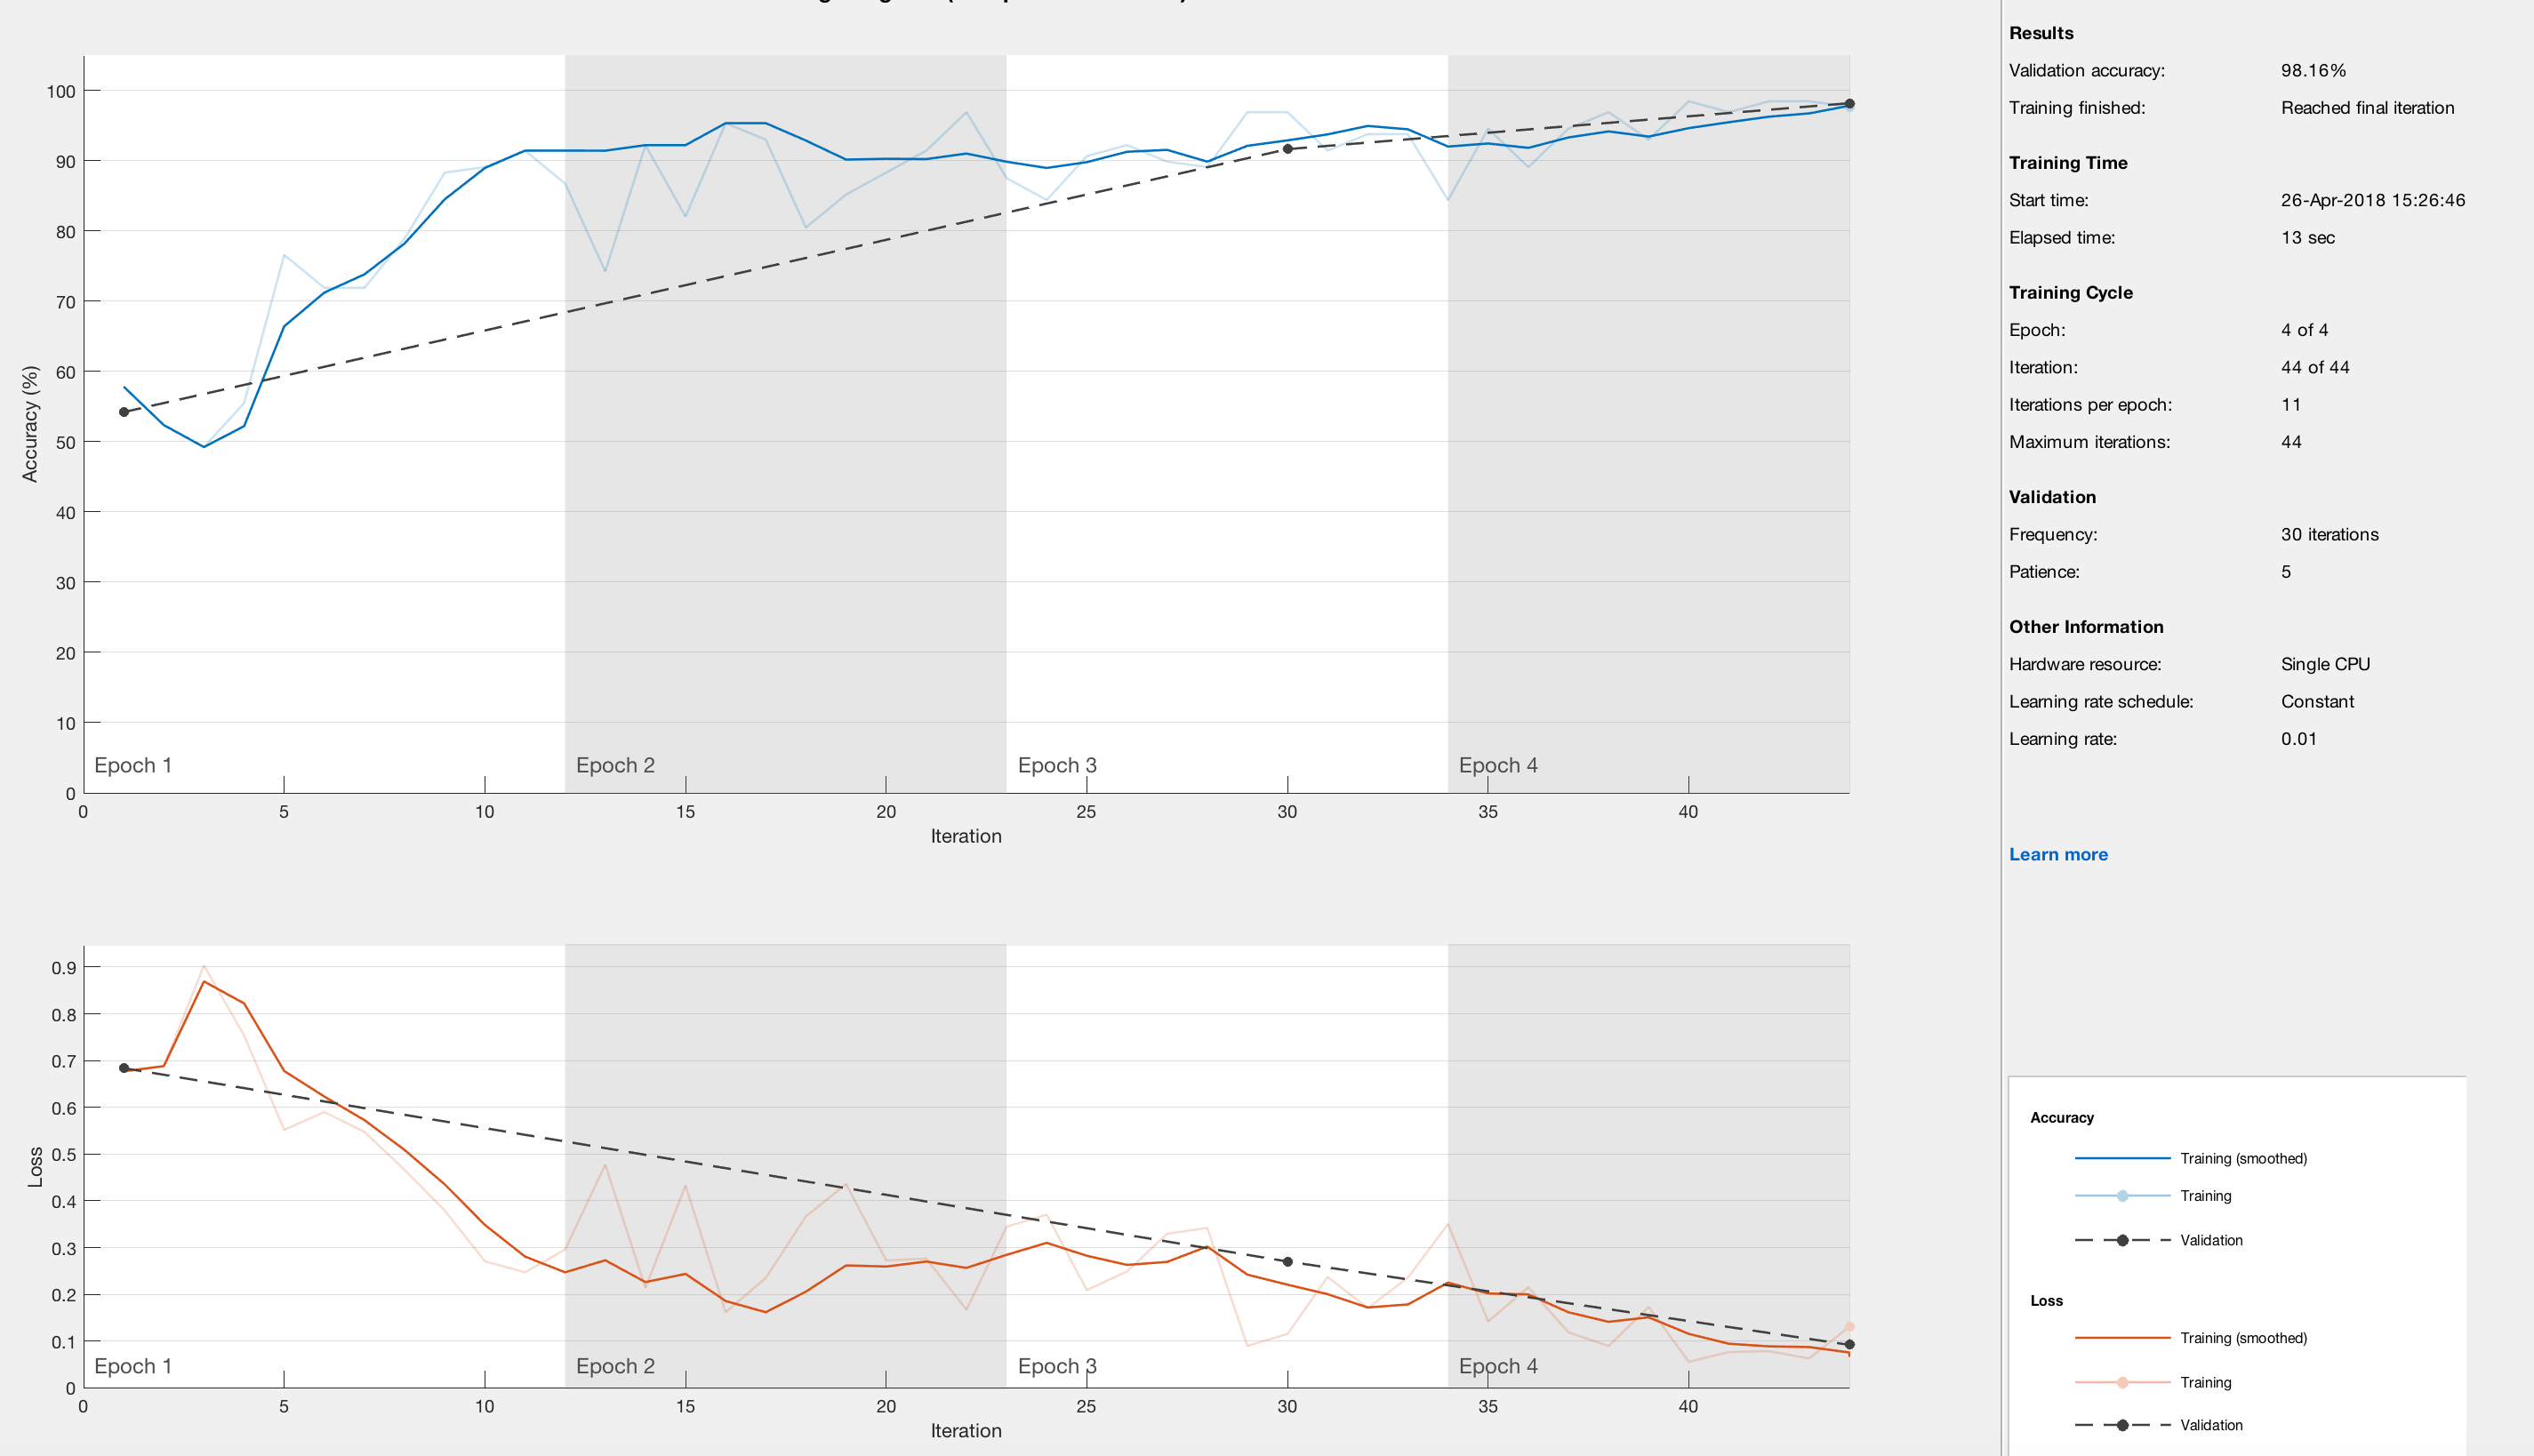 100
90
80
70
60
50
40
30
20
10
0
Accuracy (%)
Epoch 1 Epoch 2 Epoch 3 Epoch 4
0 5 10 15 20 25 30 35 40
Iteration
0.9
0.8
0.7
0.6
0.5
0.4
0.3
0.2
0.1
0
Loss
Epoch 1 Epoch 2 Epoch 3 Epoch 4
0 5 10 15 20 25 30 35 40
Iteration
Results
Validation accuracy: 98.16%
Training finished: Reached final iteration
Training Time
Start time: 26-Apr-2018 15:26:46
Elapsed time: 13 sec
Training Cycle
Epoch: 4 of 4
Iteration: 44 of 44
Iterations per epoch: 11
Maximum iterations: 44
Validation
Frequency: 30 iterations
Patience: 5
Other Information
Hardware resource: Single CPU
Learning rate schedule: Constant
Learning rate: 0.01
Learn more
Accuracy
Training (smoothed)
Training
Validation
Loss
Training (smoothed)
Training
Validation